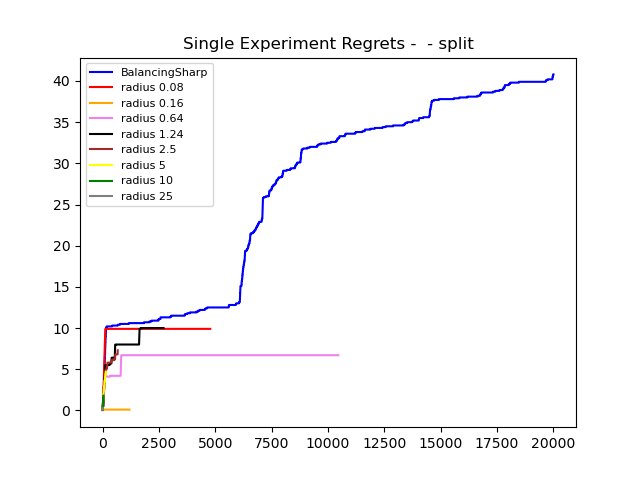 Single Experiment Regrets -  - split
BalancingSharp
radius 0.08
radius 0.16
radius 0.64
radius 1.24
radius 2.5
radius 5
radius 10
radius 25
40
35
30
25
20
15
10
5
0
0 2500 5000 7500 10000 12500 15000 17500 20000